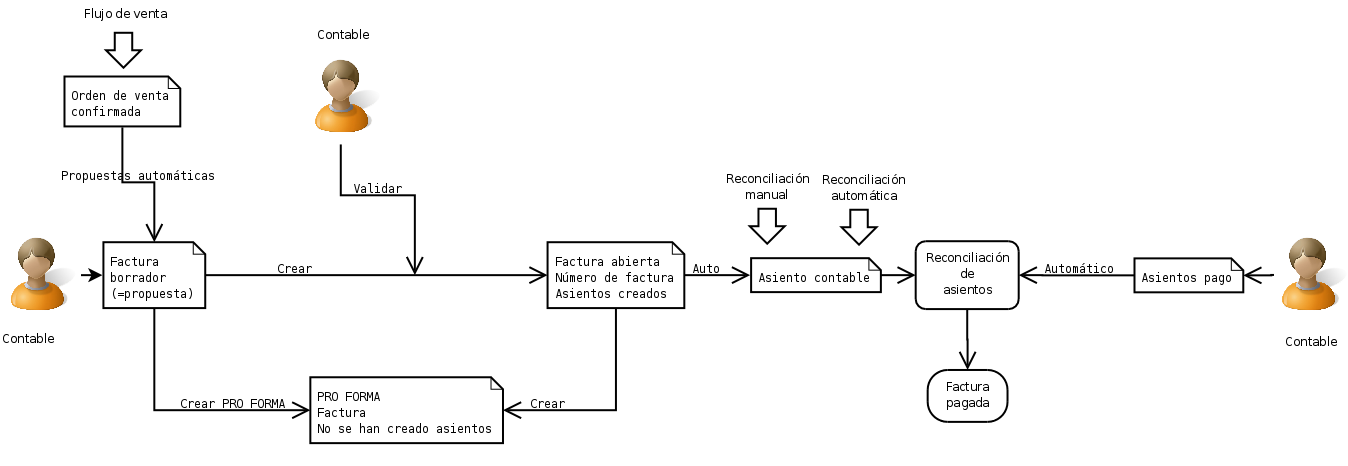 Flujo de venta
Contable
Orden de venta
confirmada
Propuestas automáticas
Validar
Reconciliación
manual
Reconciliación
automática
Factura
borrador
(=propuesta)
Crear
Factura abierta
Número de factura
Asientos creados
Auto
Asiento contable
Reconciliación
de
asientos
Automático
Asientos pago
Contable
Contable
Factura
pagada
Crear PRO FORMA
PRO FORMA
Factura
No se han creado asientos
Crear